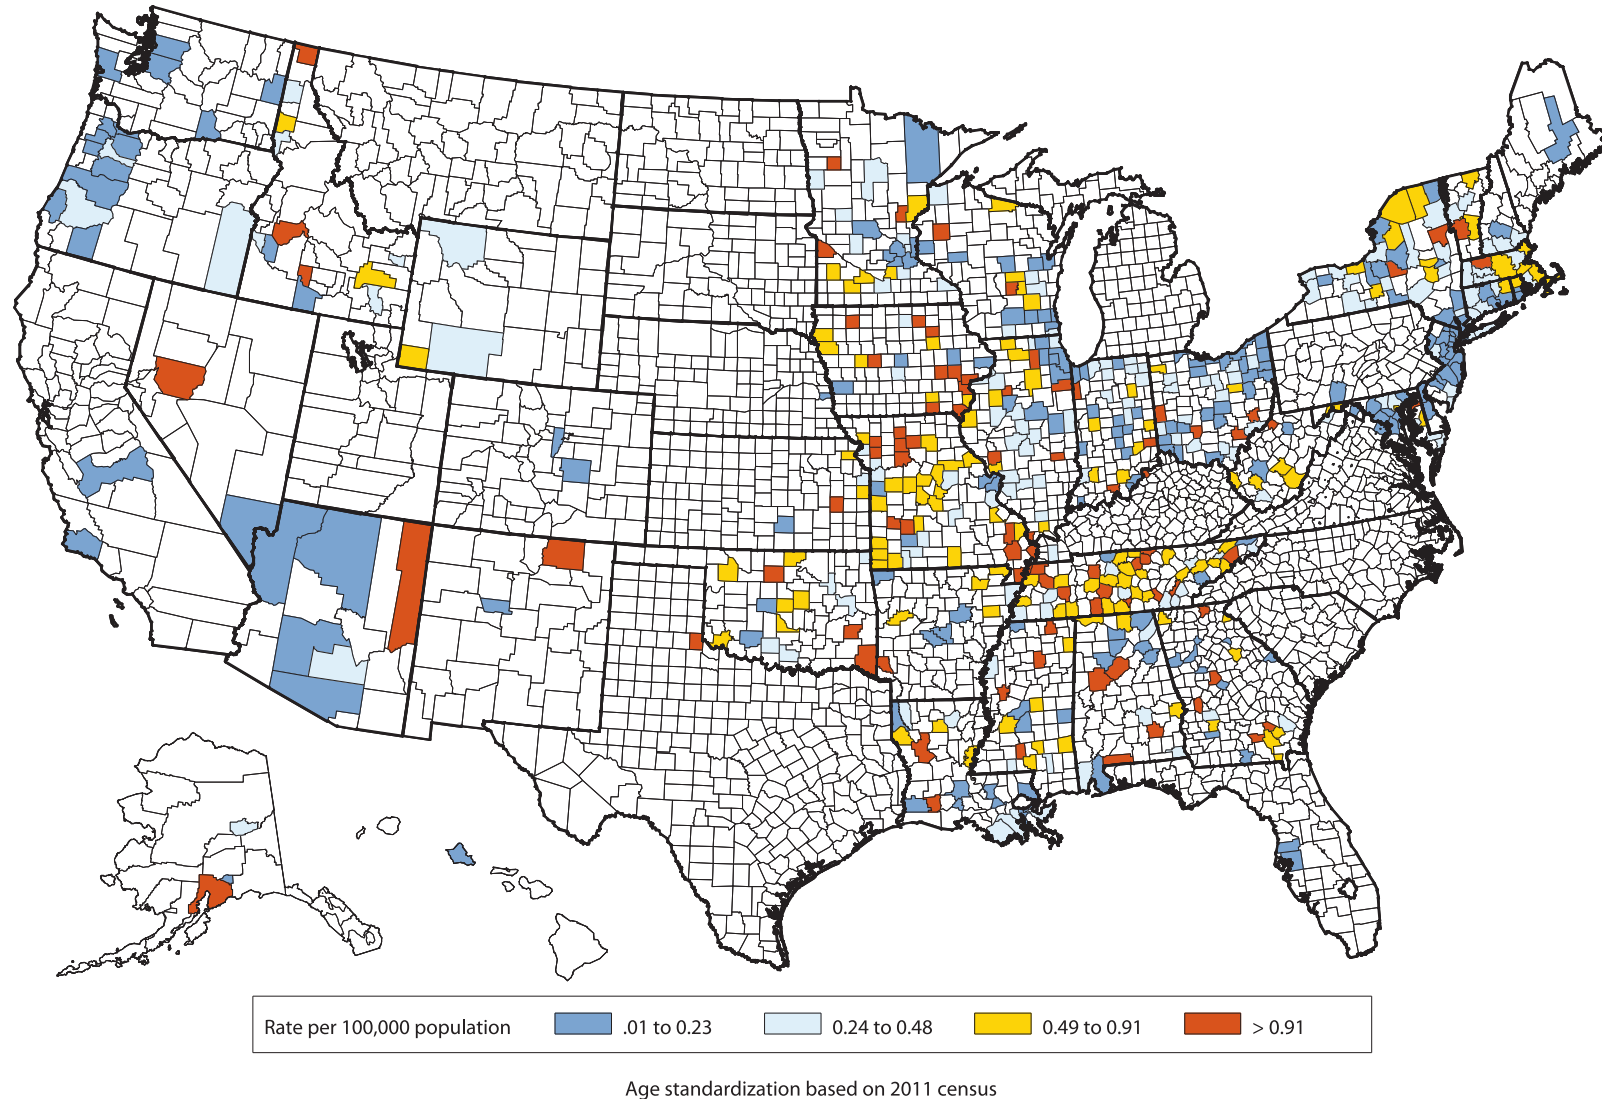 Rate per 100,000 population .01 to 0.23 0.24 to 0.48 0.49 to 0.91 > 0.91
Age standardization based on 2011 census